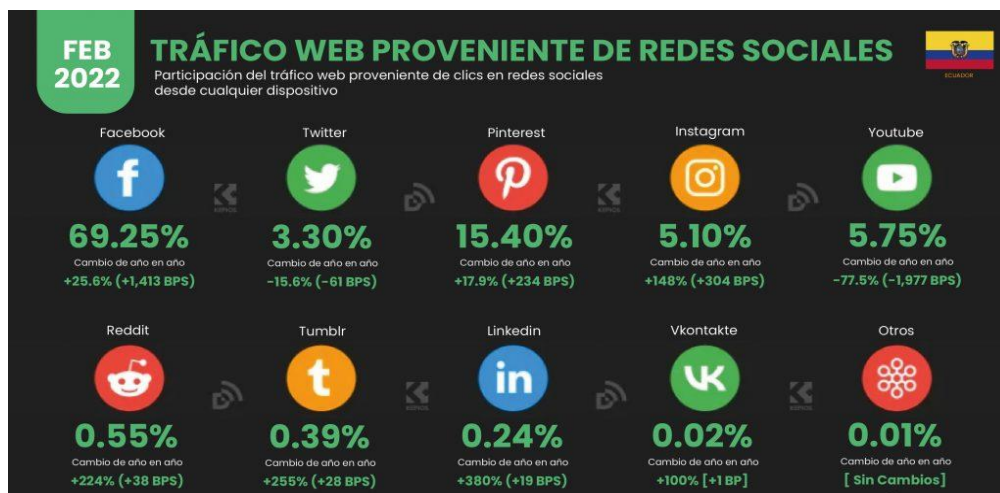 FEB
2022
TRÁFICO WEB PROVENIENTE DE REDES SOCIALES
Participación del tráfico web proveniente de clics en redes sociales
desde cualquier dispositivo
ECUADOR
Facebook Twitter Pinterest Instagram Youtube
69.25% 3.30% 15.40% 5.10% 5.75%
Cambio de año en año Cambio de año en año Cambio de año en año Cambio de año en año Cambio de año en año
+25.6% (+1,413 BPS) -15.6% (-61 BPS) +17.9% (+234 BPS) +148% (+304 BPS) -77.5% (-1,977 BPS)
Reddit Tumblr Linkedin Vkontakte Otros
0.55% 0.39% 0.24% 0.02% 0.01%
Cambio de año en año Cambio de año en año Cambio de año en año Cambio de año en año Cambio de año en año
+224% (+38 BPS) +255% (+28 BPS) +380% (+19 BPS) +100% [+1 BP] [ Sin Cambios]